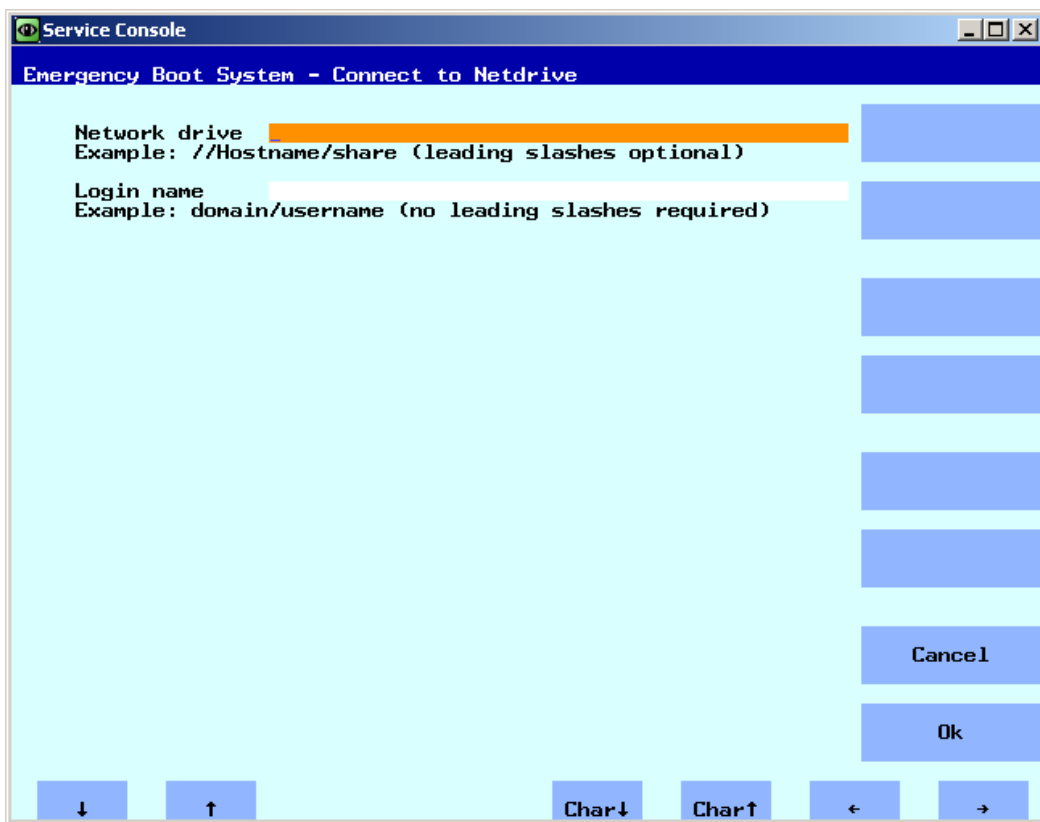 Service Console
Emergency Boot System - Connect to Netdrive
Network drive _
Example: //Hostname/share (leading slashes optional)
Login name
Example: domain/username (no leading slashes required)
Cancel
Ok
↓ ↑ Char↓ Char↑ ← →